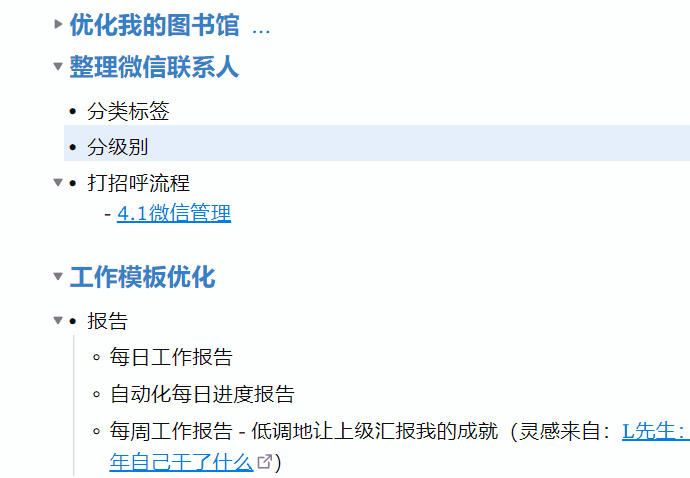 优化我的图书馆 ...
整理微信联系人
分类标签
分级别
打招呼流程
- 4.1微信管理
工作模板优化
报告
每日工作报告
自动化每日进度报告
每周工作报告 - 低调地让上级汇报我的成就（灵感来自：L先生：
年自己干了什么）